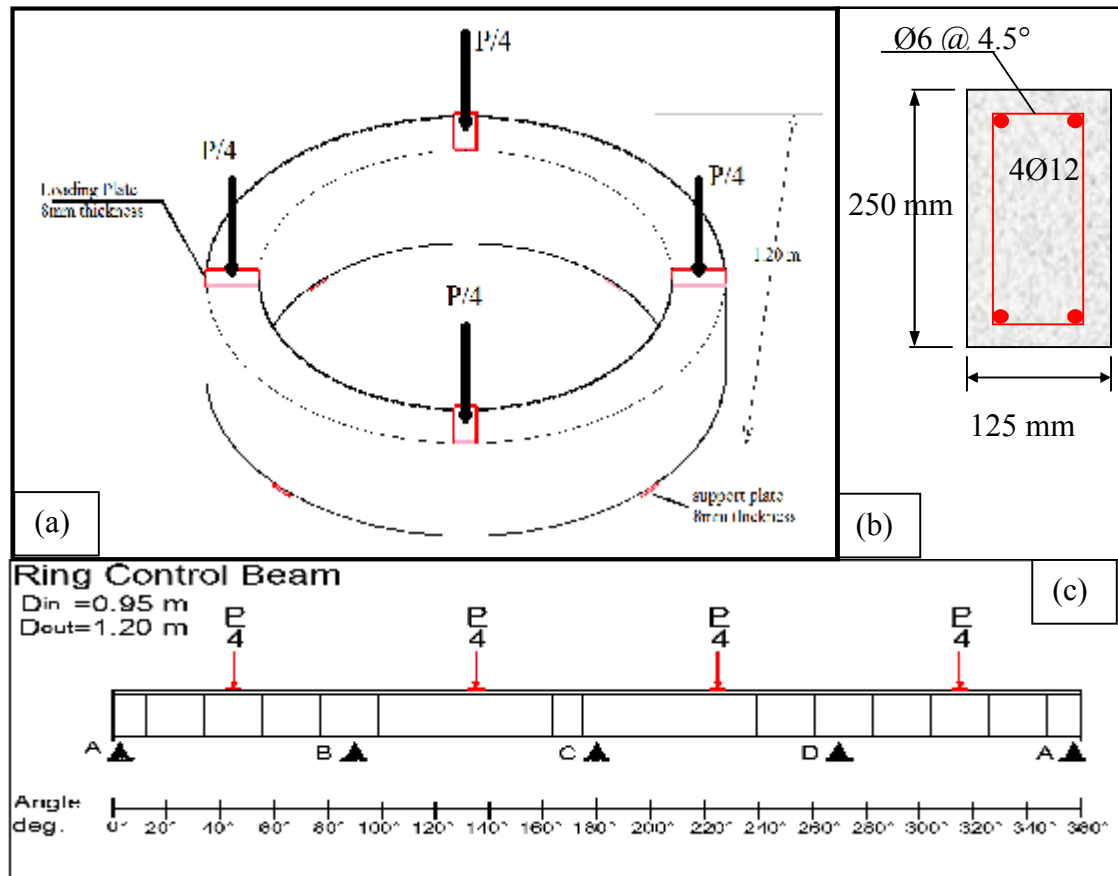 P/4
P/4
P/4
P/4
Loading Plate
8mm thickness
1.20 m
support plate
8mm thickness
(a)
Ø6 @ 4.5°
4Ø12
250 mm
125 mm
(b)
Ring Control Beam
Din =0.95 m
Dout=1.20 m
(c)
P/4
P/4
P/4
P/4
A
B
C
D
A
Angle
deg.
0° 20° 40° 60° 80° 100° 120° 140° 160° 180° 200° 220° 240° 260° 280° 300° 320° 340° 360°